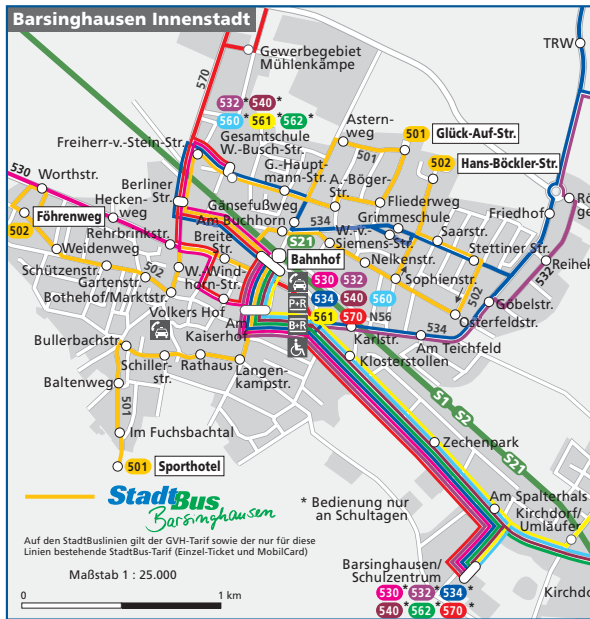 Barsinghausen Innenstadt
TRW
Gewerbegebiet
Mühlenkämpe
570
532* 540*
560* 561* 562*
Gesamtschule
W.-Busch-Str.
Freiherr-v.-Stein-Str.
Astern-
weg
501 Glück-Auf-Str.
501
502 Hans-Böckler-Str.
G.-Haupt-
mann-Str.
A.-Böger-
Str.
Fliederweg
Grimmeschule
530
Worthstr.
Hecken-
weg
Berliner
Str.
Gänsefußweg
Am Buchhorn
534
Friedhof
Föhrenweg
502
Rehrbrinkstr.
Breite
Str.
S21
W.-v.-
Siemens-Str.
Saarstr.
Stettiner
Str.
Weidenweg
Bahnhof
Nelkenstr.
532
Reihek
Schützenstr.
502
Gartenstr.
W.-Wind-
horn-Str.
530 532
Sophienstr.
502
Göbelstr.
Bothehof/Marktstr.
P+R
534 540 560
Volkers Hof
Am
Kaiserhof
561 570 N56
Osterfeldstr.
B+R
Karlstr.
534
Am Teichfeld
Bullerbachstr.
Schiller-
str.
Rathaus
Langen-
kampstr.
Klosterstollen
Baltenweg
S1 - S2
501
S21
Im Fuchsbachtal
Zechenpark
501 Sporthotel
StadtBus
Barsinghausen
* Bedienung nur
an Schultagen
Am Spalterhals
Kirchdorf/
Umläufer
Auf den StadtBuslinien gilt der GVH-Tarif sowie der nur für diese
Linien bestehende StadtBus-Tarif (Einzel-Ticket und MobilCard)
Maßstab 1 : 25.000
0 1 km
Barsinghausen/
Schulzentrum
530* 532* 534*
540* 562* 570*
Kirchdo